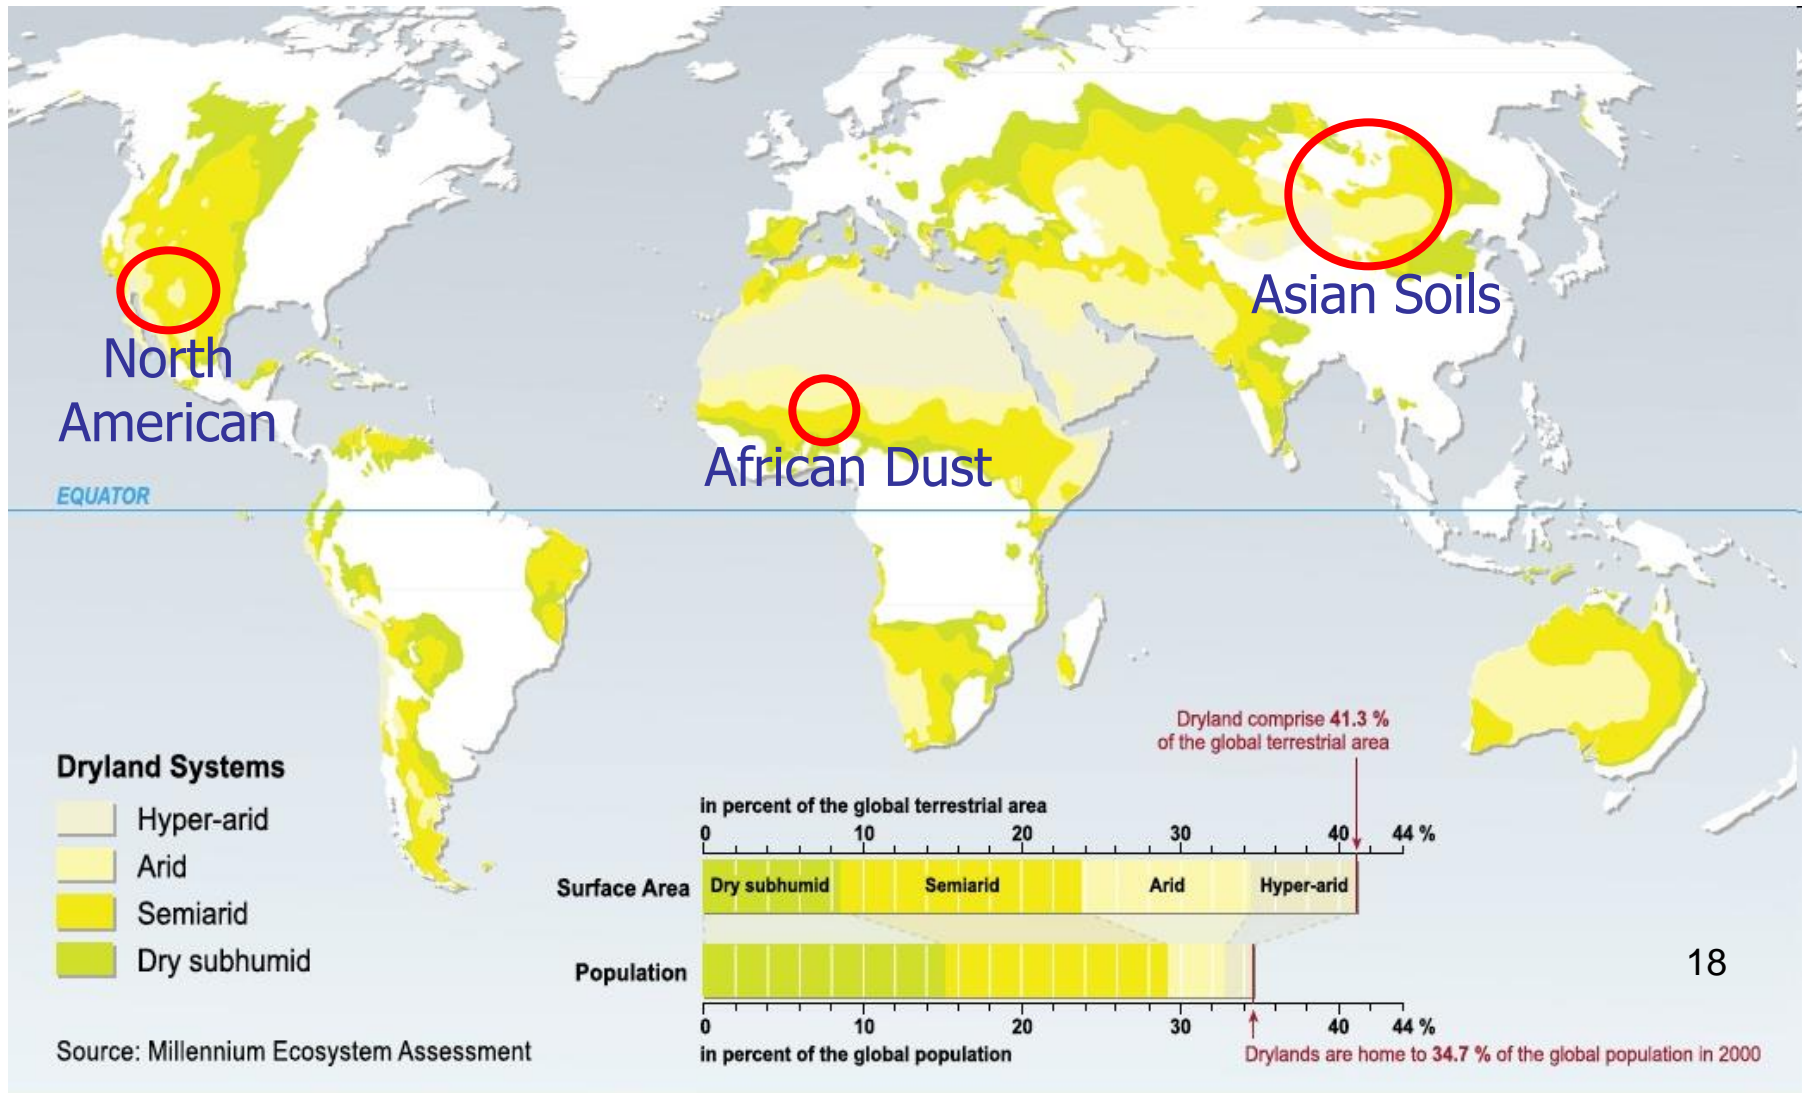 Asian Soils
North
American
African Dust
EQUATOR
Dryland comprise 41.3 %
of the global terrestrial area
Dryland Systems
Hyper-arid
Arid
Semiarid
Dry subhumid
Source: Millennium Ecosystem Assessment
in percent of the global terrestrial area
0 10 20 30 40 44 %
Surface Area Dry subhumid Semiarid Arid Hyper-arid
Population
0 10 20 30 40 44 %
in percent of the global population
Drylands are home to 34.7 % of the global population in 2000
18